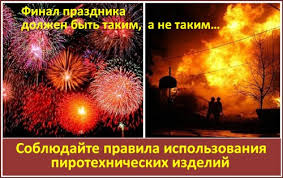 Финал праздника
должен быть таким, а не таким...
Соблюдайте правила использования
пиротехнических изделий